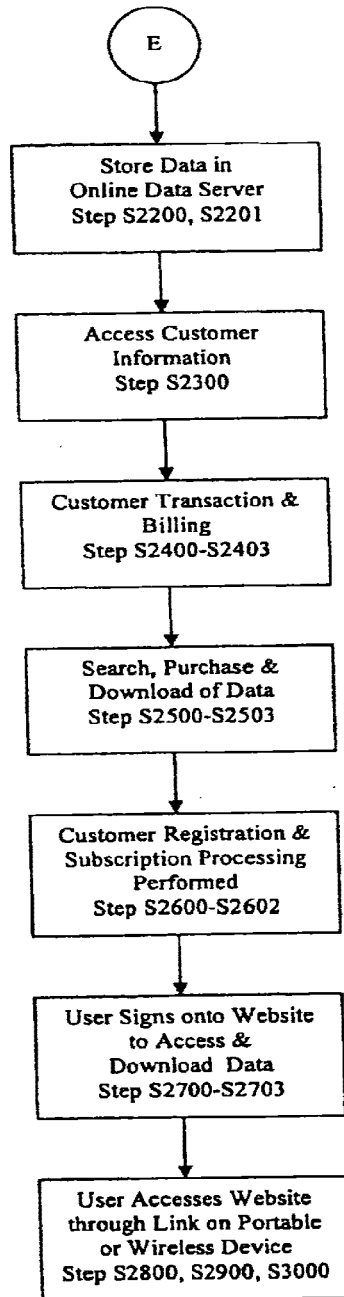 E
Store Data in
Online Data Server
Step S2200, S2201
Access Customer
Information
Step S2300
Customer Transaction &
Billing
Step S2400-S2403
Search, Purchase &
Download of Data
Step S2500-S2503
Customer Registration &
Subscription Processing
Performed
Step S2600-S2602
User Signs onto Website
to Access &
Download Data
Step S2700-S2703
User Accesses Website
through Link on Portable
or Wireless Device
Step S2800, S2900, S3000